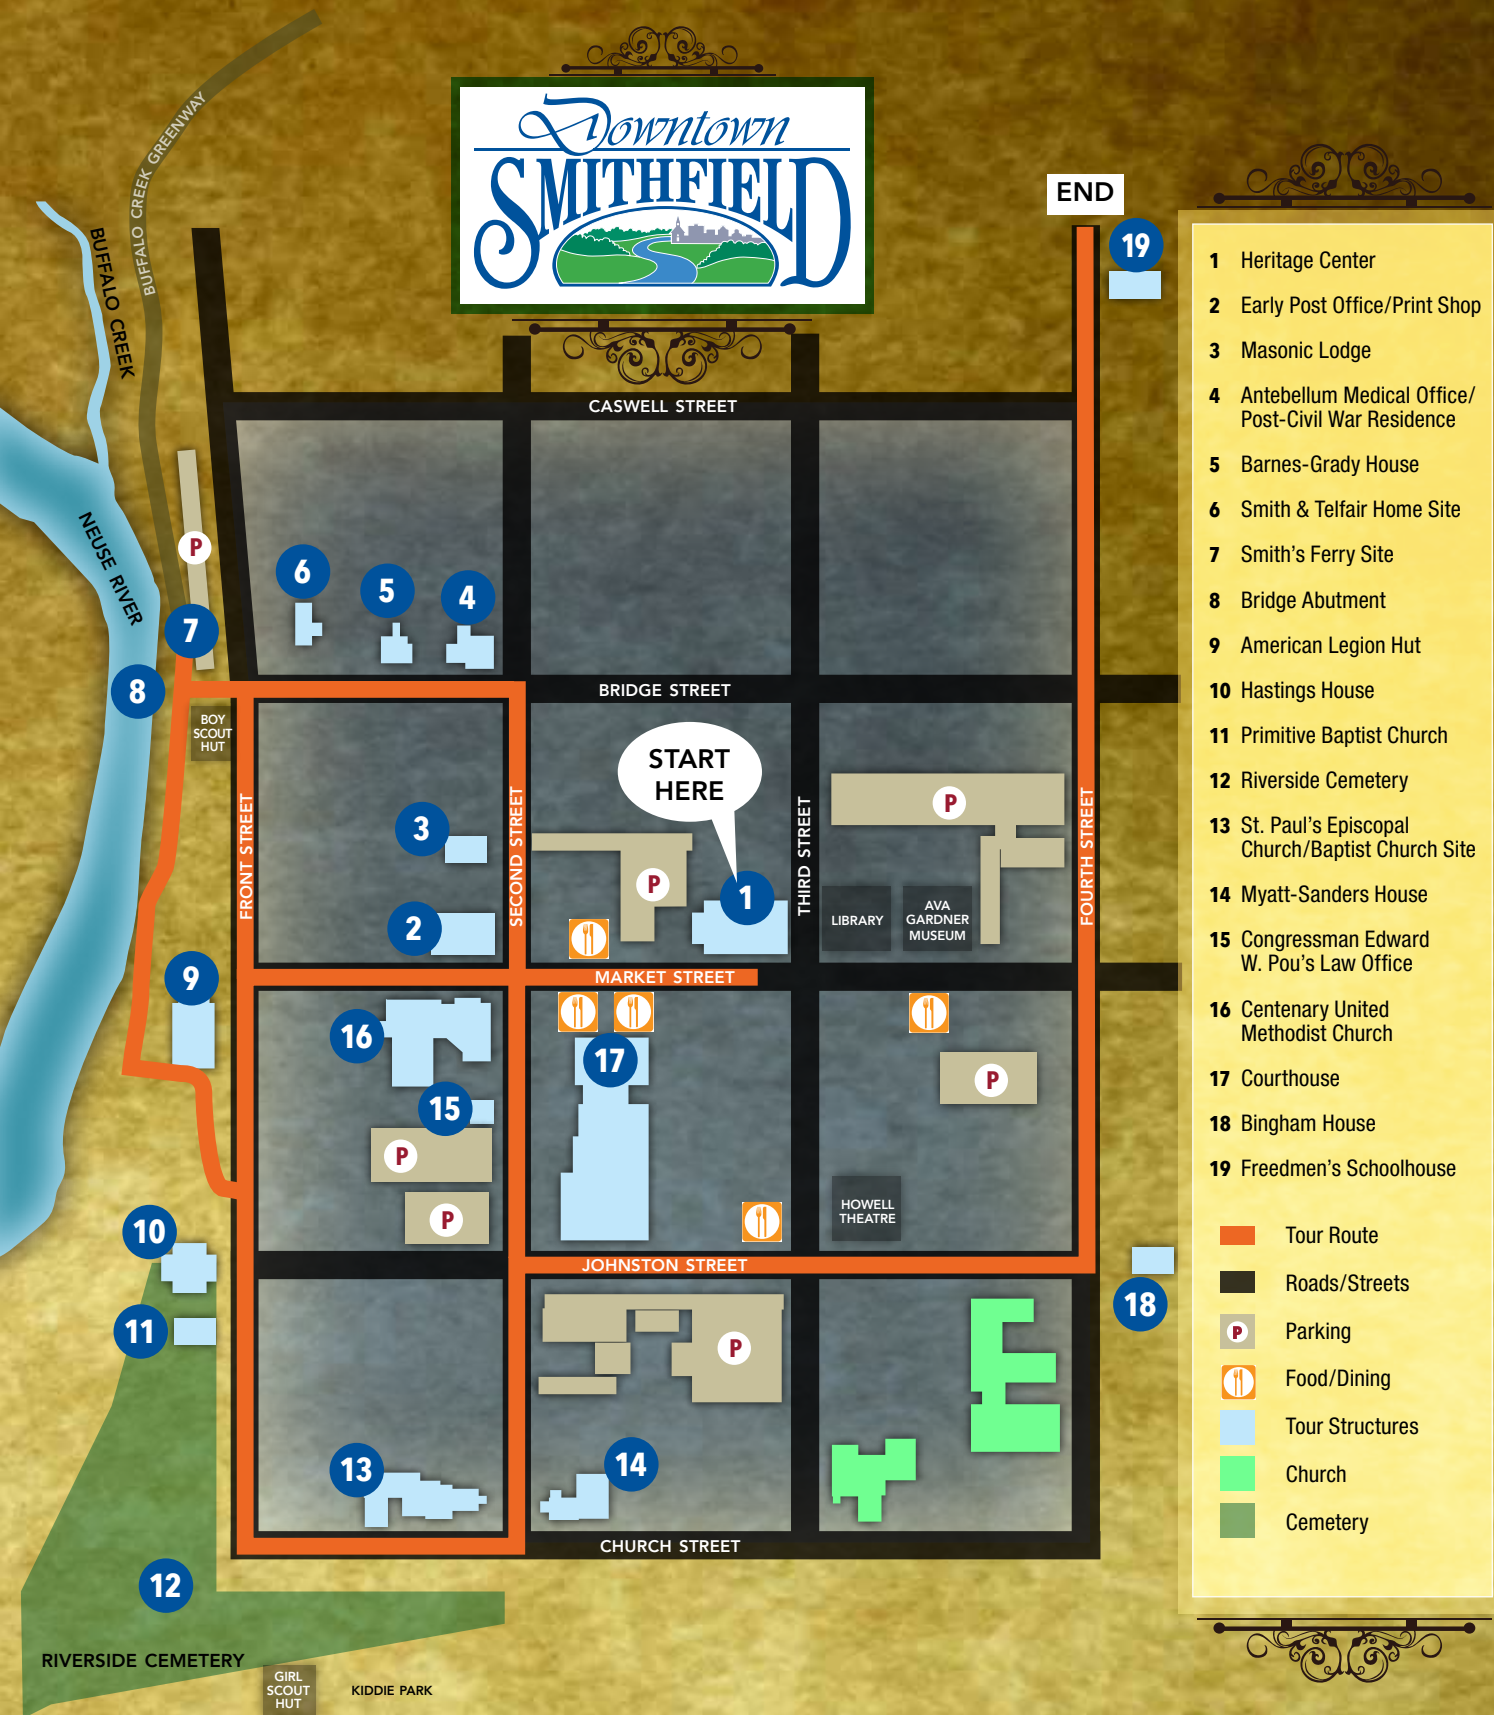 Downtown
SMITHFIELD
END
19
BUFFALO CREEK GREENWAY
BUFFALO CREEK
CASWELL STREET
NEUSE RIVER
P
6
5
4
7
8
BRIDGE STREET
BOY
SCOUT
HUT
START
HERE
FRONT STREET
SECOND STREET
THIRD STREET
FOURTH STREET
P
3
P
1
2
LIBRARY
AVA
GARDNER
MUSEUM
9
MARKET STREET
16
17
15
P
P
P
HOWELL
THEATRE
10
JOHNSTON STREET
11
18
P
13
14
CHURCH STREET
12
RIVERSIDE CEMETERY
GIRL
SCOUT
HUT
KIDDIE PARK
1 Heritage Center
2 Early Post Office/Print Shop
3 Masonic Lodge
4 Antebellum Medical Office/
Post-Civil War Residence
5 Barnes-Grady House
6 Smith & Telfair Home Site
7 Smith's Ferry Site
8 Bridge Abutment
9 American Legion Hut
10 Hastings House
11 Primitive Baptist Church
12 Riverside Cemetery
13 St. Paul's Episcopal
Church/Baptist Church Site
14 Myatt-Sanders House
15 Congressman Edward
W. Pou's Law Office
16 Centenary United
Methodist Church
17 Courthouse
18 Bingham House
19 Freedmen's Schoolhouse
Tour Route
Roads/Streets
P Parking
Food/Dining
Tour Structures
Church
Cemetery